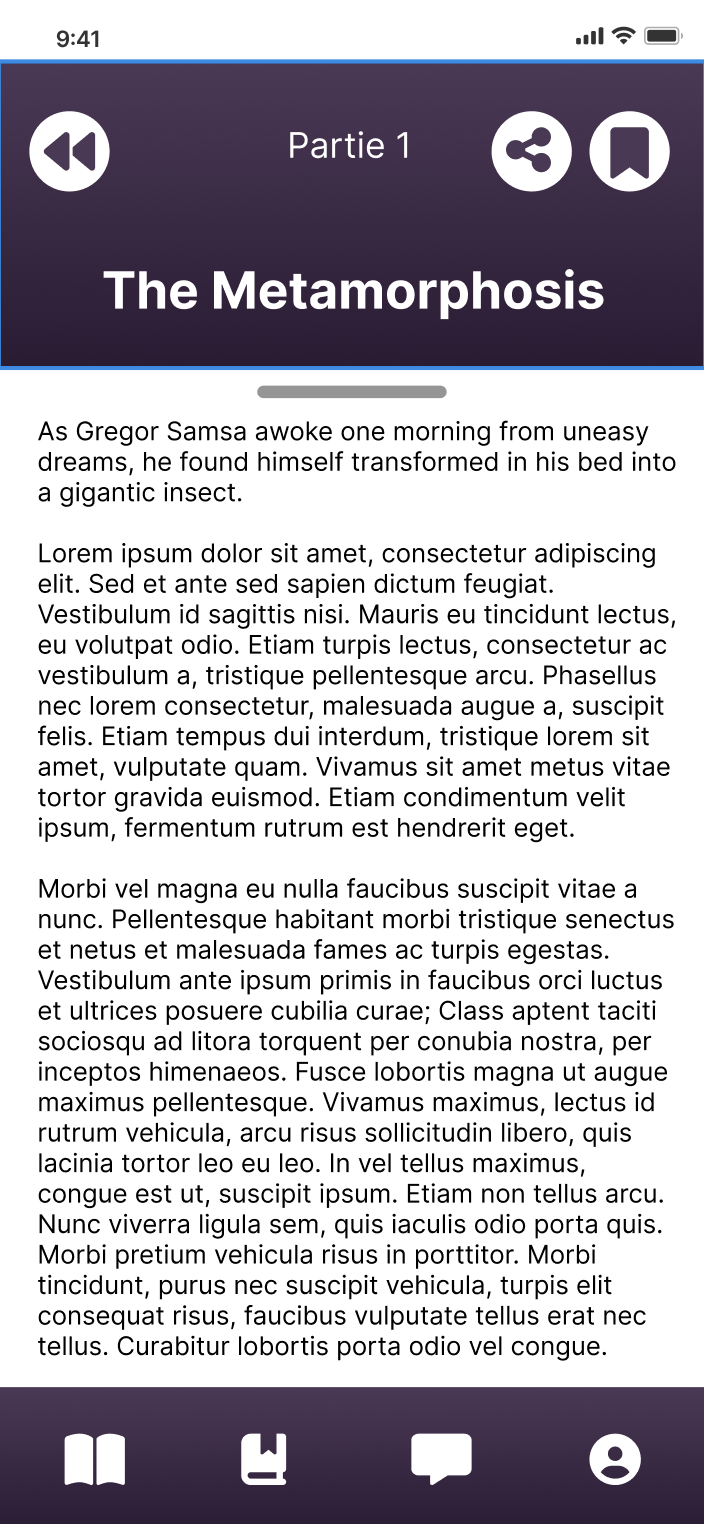 9:41
Partie 1
The Metamorphosis
As Gregor Samsa awoke one morning from uneasy
dreams, he found himself transformed in his bed into
a gigantic insect.
Lorem ipsum dolor sit amet, consectetur adipiscing
elit. Sed et ante sed sapien dictum feugiat.
Vestibulum id sagittis nisi. Mauris eu tincidunt lectus,
eu volutpat odio. Etiam turpis lectus, consectetur ac
vestibulum a, tristique pellentesque arcu. Phasellus
nec lorem consectetur, malesuada augue a, suscipit
felis. Etiam tempus dui interdum, tristique lorem sit
amet, vulputate quam. Vivamus sit amet metus vitae
tortor gravida euismod. Etiam condimentum velit
ipsum, fermentum rutrum est hendrerit eget.
Morbi vel magna eu nulla faucibus suscipit vitae a
nunc. Pellentesque habitant morbi tristique senectus
et netus et malesuada fames ac turpis egestas.
Vestibulum ante ipsum primis in faucibus orci luctus
et ultrices posuere cubilia curae; Class aptent taciti
sociosqu ad litora torquent per conubia nostra, per
inceptos himenaeos. Fusce lobortis magna ut augue
maximus pellentesque. Vivamus maximus, lectus id
rutrum vehicula, arcu risus sollicitudin libero, quis
lacinia tortor leo eu leo. In vel tellus maximus,
congue est ut, suscipit ipsum. Etiam non tellus arcu.
Nunc viverra ligula sem, quis iaculis odio porta quis.
Morbi pretium vehicula risus in porttitor. Morbi
tincidunt, purus nec suscipit vehicula, turpis elit
consequat risus, faucibus vulputate tellus erat nec
tellus. Curabitur lobortis porta odio vel congue.